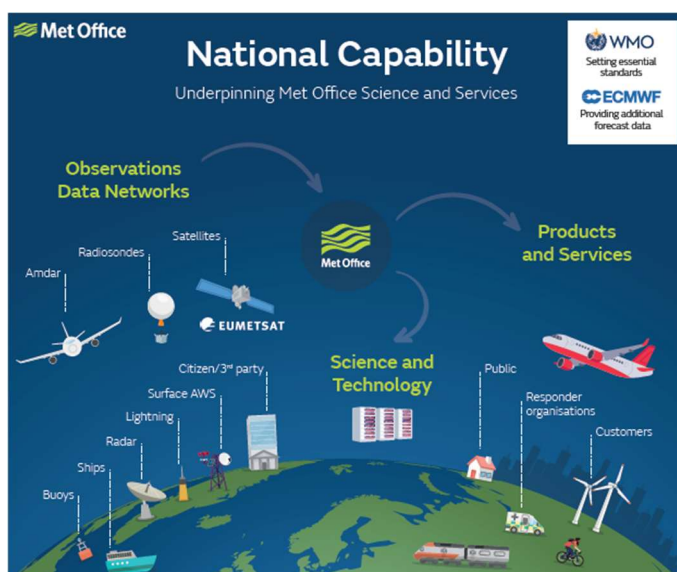 Met Office
National Capability
Underpinning Met Office Science and Services
WMO
Setting essential
standards
ECMWF
Providing additional
forecast data
Observations
Data Networks
Met Office
Products
and Services
Satellites
Radiosondes
Amdar
EUMETSAT
Science and
Technology
Citizen/3rd party
Surface AWS
Lightning
Radar
Ships
Buoys
Public
Responder
organisations
Customers